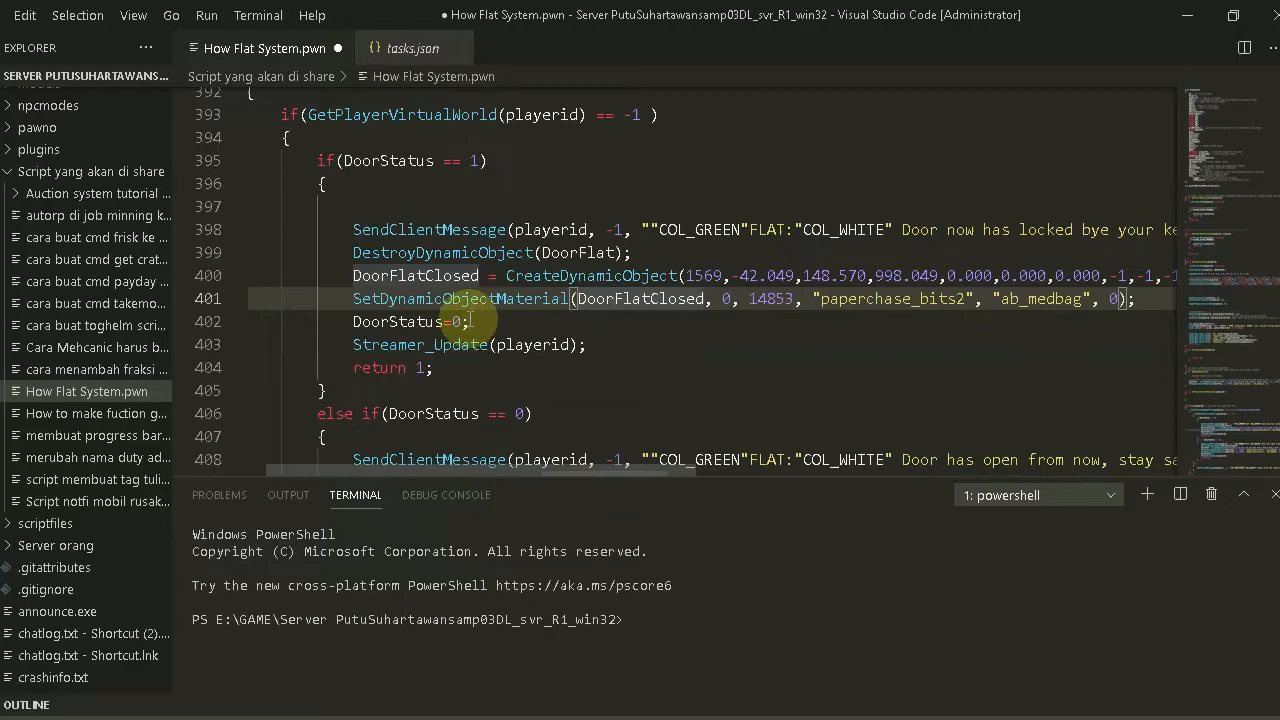 Edit Selection View Go Run Terminal Help
● How Flat System.pwn - Server PutuSuhartawansamp03DL_svr_R1_win32 - Visual Studio Code [Administrator]
EXPLORER
How Flat System.pwn
{} tasks.json
SERVER PUTUSUHARTAWANS...
Script yang akan di share > How Flat System.pwn
npcmodes
pawno
plugins
Script yang akan di share
Auction system tutorial ...
autorp di job minning k...
cara buat cmd frisk ke ...
cara buat cmd get crat...
cara buat cmd payday ...
cara buat cmd takemo...
cara buat toghelm scri...
Cara Mehcanic harus b...
cara menambah fraksi ...
How Flat System.pwn
How to make fuction g...
membuat progress bar...
merubah nama duty ad...
script membuat tag tuli...
Script notfi mobil rusak...
scriptfiles
Server orang
.gitattributes
.gitignore
announce.exe
chatlog.txt - Shortcut (2)....
chatlog.txt - Shortcut.lnk
crashinfo.txt
OUTLINE
392 {
393 if(GetPlayerVirtualWorld(playerid) == -1 )
394 {
395 if(DoorStatus == 1)
396 {
397
398 SendClientMessage(playerid, -1, ""COL_GREEN"FLAT:"COL_WHITE" Door now has locked bye your ke
399 DestroyDynamicObject(DoorFlat);
400 DoorFlatClosed = CreateDynamicObject(1569,-42.049,148.576,998.049,0.000,0.000,0.000,-1,-1,-1
401 SetDynamicObjectMaterial(DoorFlatClosed, 0, 14853, "paperchase_bits2", "ab_medbag", 0);
402 DoorStatus=0;
403 Streamer_Update(playerid);
404 return 1;
405 }
406 else if(DoorStatus == 0)
407 {
408 SendClientMessage(playerid, -1, ""COL_GREEN"FLAT:"COL_WHITE" Door has open from now, stay sa
PROBLEMS OUTPUT TERMINAL DEBUG CONSOLE
1: powershell
Windows PowerShell
Copyright (C) Microsoft Corporation. All rights reserved.
Try the new cross-platform PowerShell https://aka.ms/pscore6
PS E:\GAME\Server PutuSuhartawansamp03DL_svr_R1_win32>